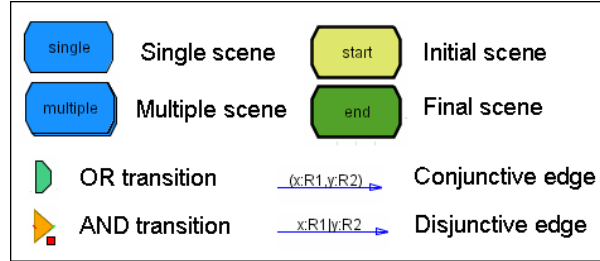 single Single scene start Initial scene
multiple Multiple scene end Final scene
OR transition (x:R1,y:R2) Conjunctive edge
AND transition x:R1|y:R2 Disjunctive edge